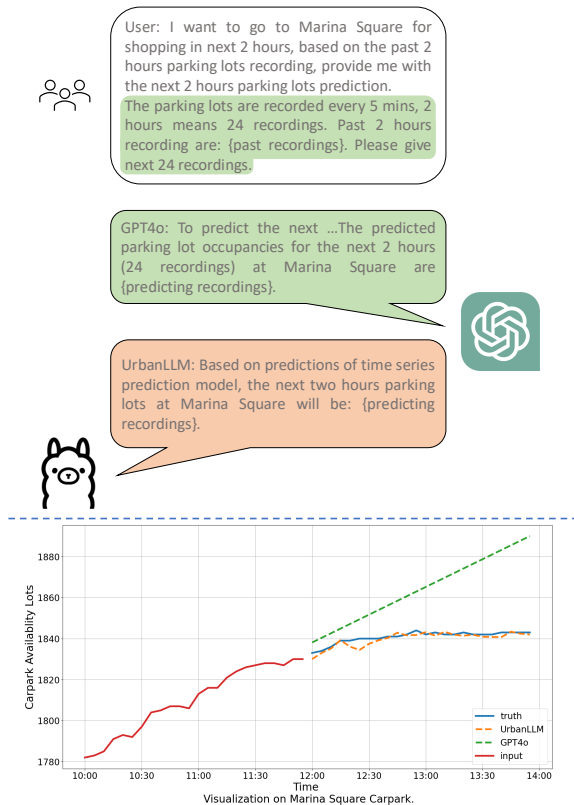 User: I want to go to Marina Square for
shopping in next 2 hours, based on the past 2
hours parking lots recording, provide me with
the next 2 hours parking lots prediction.
The parking lots are recorded every 5 mins, 2
hours means 24 recordings. Past 2 hours
recording are: {past recordings}. Please give
next 24 recordings.
GPT4o: To predict the next ...The predicted
parking lot occupancies for the next 2 hours
(24 recordings) at Marina Square are
{predicting recordings}.
UrbanLLM: Based on predictions of time series
prediction model, the next two hours parking
lots at Marina Square will be: {predicting
recordings}.
Carpark Availablity Lots
1880
1860
1840
1820
1800
1780
truth
UrbanLLM
GPT4o
input
10:00 10:30 11:00 11:30 12:00 12:30 13:00 13:30 14:00
Time
Visualization on Marina Square Carpark.